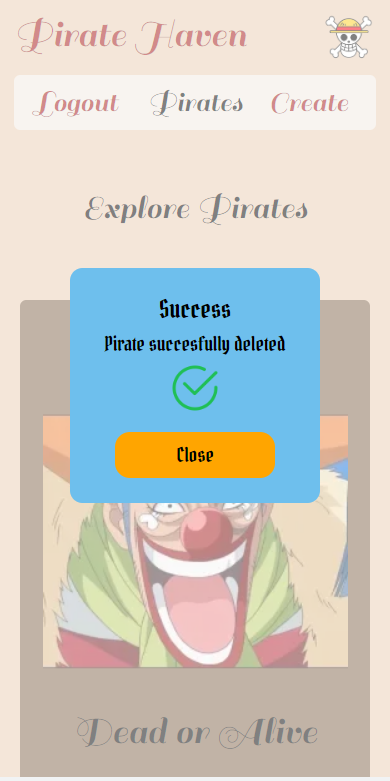 Pirate Haven
Logout Pirates Create
Explore Pirates
Success
Pirate succesfully deleted
Close
Dead or Alive